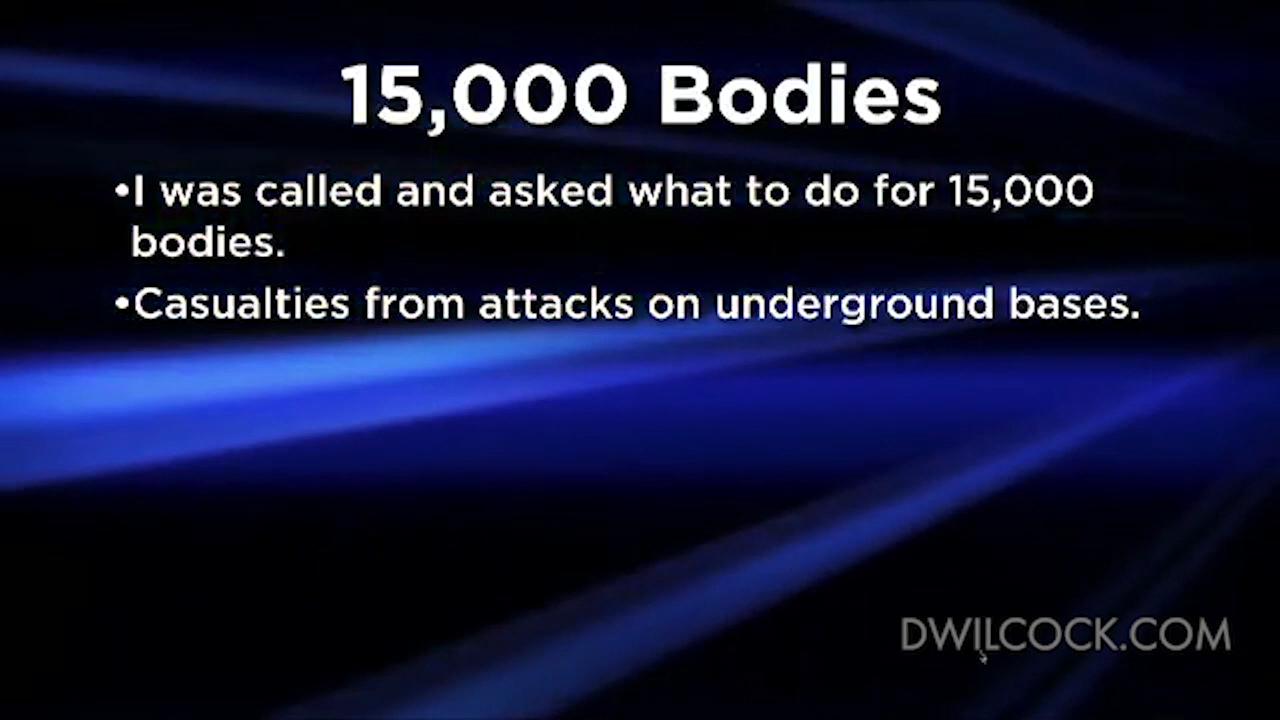 15,000 Bodies
•I was called and asked what to do for 15,000
bodies.
•Casualties from attacks on underground bases.
DWILCOCK.COM